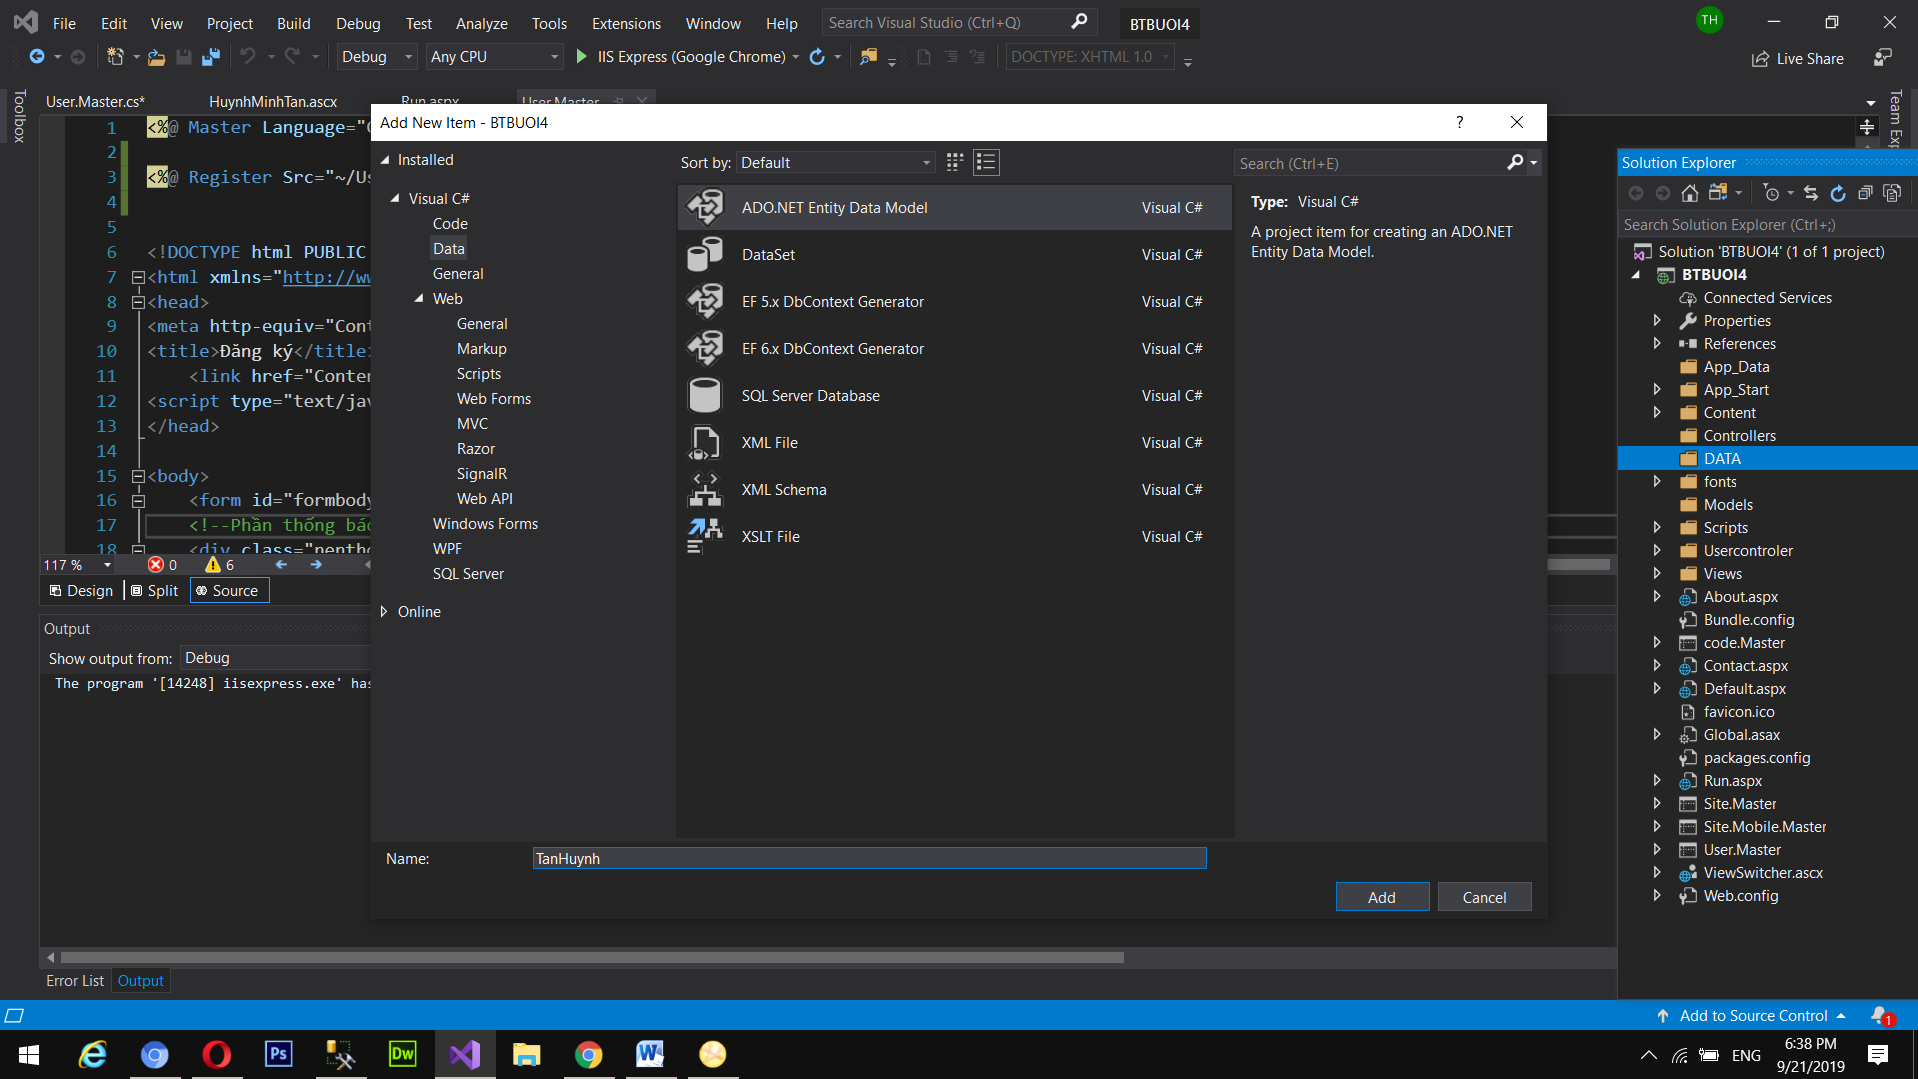 File Edit View Project Build Debug Test Analyze Tools Extensions Window Help Search Visual Studio (Ctrl+Q) BTBUOI4 TH
Debug Any CPU IIS Express (Google Chrome) DOCTYPE: XHTML 1.0 Live Share
Toolbox
User.Master.cs* HuynhMinhTan.ascx Run.aspx User.Master
1 <%@ Master Language="
2
3 <%@ Register Src="~/Us
4
5
6 <!DOCTYPE html PUBLIC
7 <html xmlns="http://ww
8 <head>
9 <meta http-equiv="Cont
10 <title>Đăng ký</title>
11 <link href="Conten
12 <script type="text/jav
13 </head>
14
15 <body>
16 <form id="formbody
17 <!--Phần thống báo
18 <div class="nentho
117 % 0 6
Design Split Source
Output
Show output from: Debug
The program '[14248] iisexpress.exe' has
Error List Output
Add New Item - BTBUOI4 ?
Installed
Visual C#
Code
Data
General
Web
General
Markup
Scripts
Web Forms
MVC
Razor
SignalR
Web API
Windows Forms
WPF
SQL Server
Online
Sort by: Default
Search (Ctrl+E)
ADO.NET Entity Data Model Visual C#
DataSet Visual C#
EF 5.x DbContext Generator Visual C#
EF 6.x DbContext Generator Visual C#
SQL Server Database Visual C#
XML File Visual C#
XML Schema Visual C#
XSLT File Visual C#
Type: Visual C#
A project item for creating an ADO.NET
Entity Data Model.
Name: TanHuynh
Add Cancel
Team Exp
Solution Explorer
Search Solution Explorer (Ctrl+;)
Solution 'BTBUOI4' (1 of 1 project)
BTBUOI4
Connected Services
Properties
References
App_Data
App_Start
Content
Controllers
DATA
fonts
Models
Scripts
Usercontroler
Views
About.aspx
Bundle.config
code.Master
Contact.aspx
Default.aspx
favicon.ico
Global.asax
packages.config
Run.aspx
Site.Master
Site.Mobile.Master
User.Master
ViewSwitcher.ascx
Web.config
Add to Source Control 1
Ps Dw W ENG 6:38 PM
9/21/2019